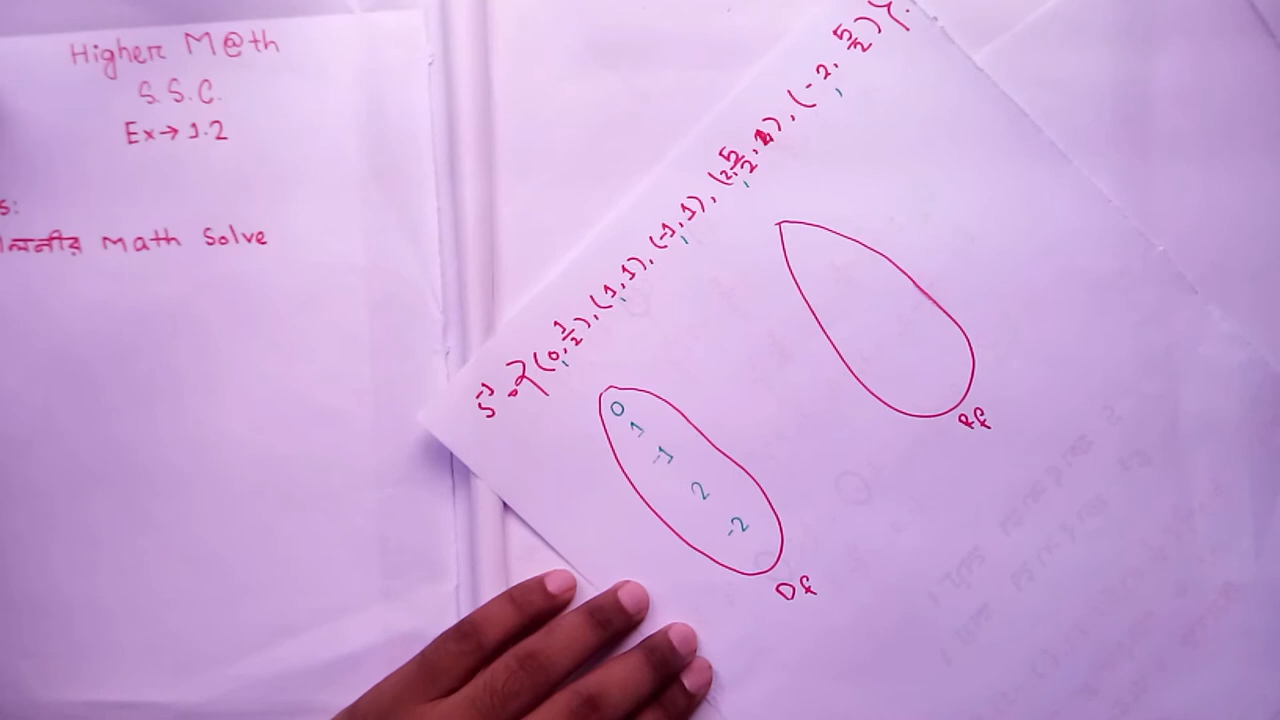 Higher M@th
S.S.C.
Ex→1.2
s:
Math Solve
S⁻¹ = {(0, 1/2), (1, 1), (-1, 1), (2, 5/2), (-2, 5/2)}.
0
1
-1
2
-2
Df
Rf